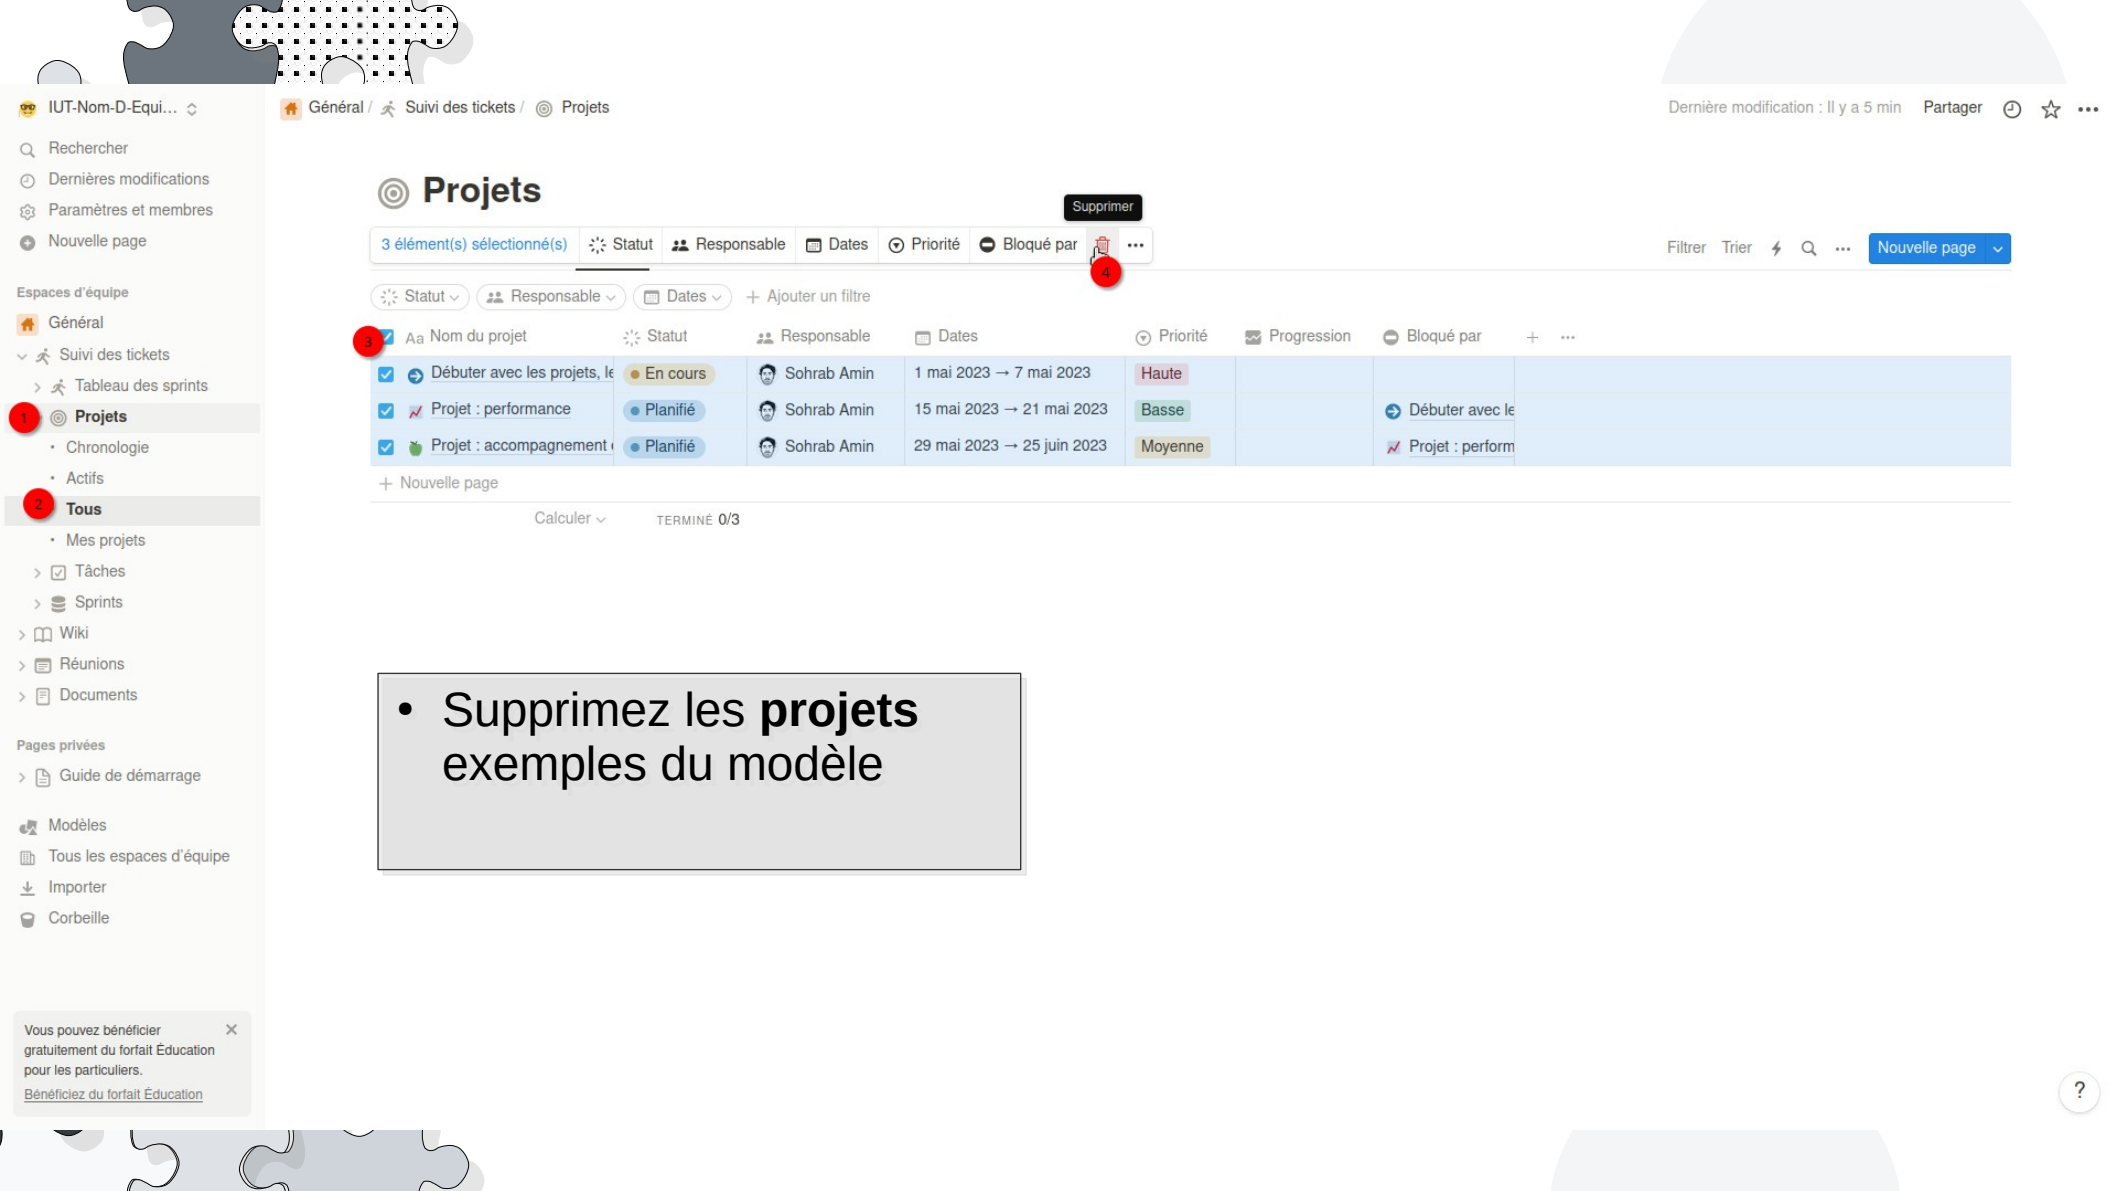 IUT-Nom-D-Equi...
Général / Suivi des tickets / Projets
Dernière modification : Il y a 5 min Partager
Rechercher
Dernières modifications
Paramètres et membres
Nouvelle page
Espaces d'équipe
Général
Suivi des tickets
Tableau des sprints
1 Projets
Chronologie
Actifs
2 Tous
Mes projets
Tâches
Sprints
Wiki
Réunions
Documents
Pages privées
Guide de démarrage
Modèles
Tous les espaces d'équipe
Importer
Corbeille
Vous pouvez bénéficier
gratuitement du forfait Éducation
pour les particuliers.
Bénéficiez du forfait Éducation
Projets
Supprimer
3 élément(s) sélectionné(s) Statut Responsable Dates Priorité Bloqué par
4
Filtrer Trier Nouvelle page
Statut Responsable Dates + Ajouter un filtre
3 Aa Nom du projet Statut Responsable Dates Priorité Progression Bloqué par +
Débuter avec les projets, le En cours Sohrab Amin 1 mai 2023 → 7 mai 2023 Haute
Projet : performance Planifié Sohrab Amin 15 mai 2023 → 21 mai 2023 Basse Débuter avec le
Projet : accompagnement Planifié Sohrab Amin 29 mai 2023 → 25 juin 2023 Moyenne Projet : perform
+ Nouvelle page
Calculer TERMINÉ 0/3
• Supprimez les projets
exemples du modèle
?